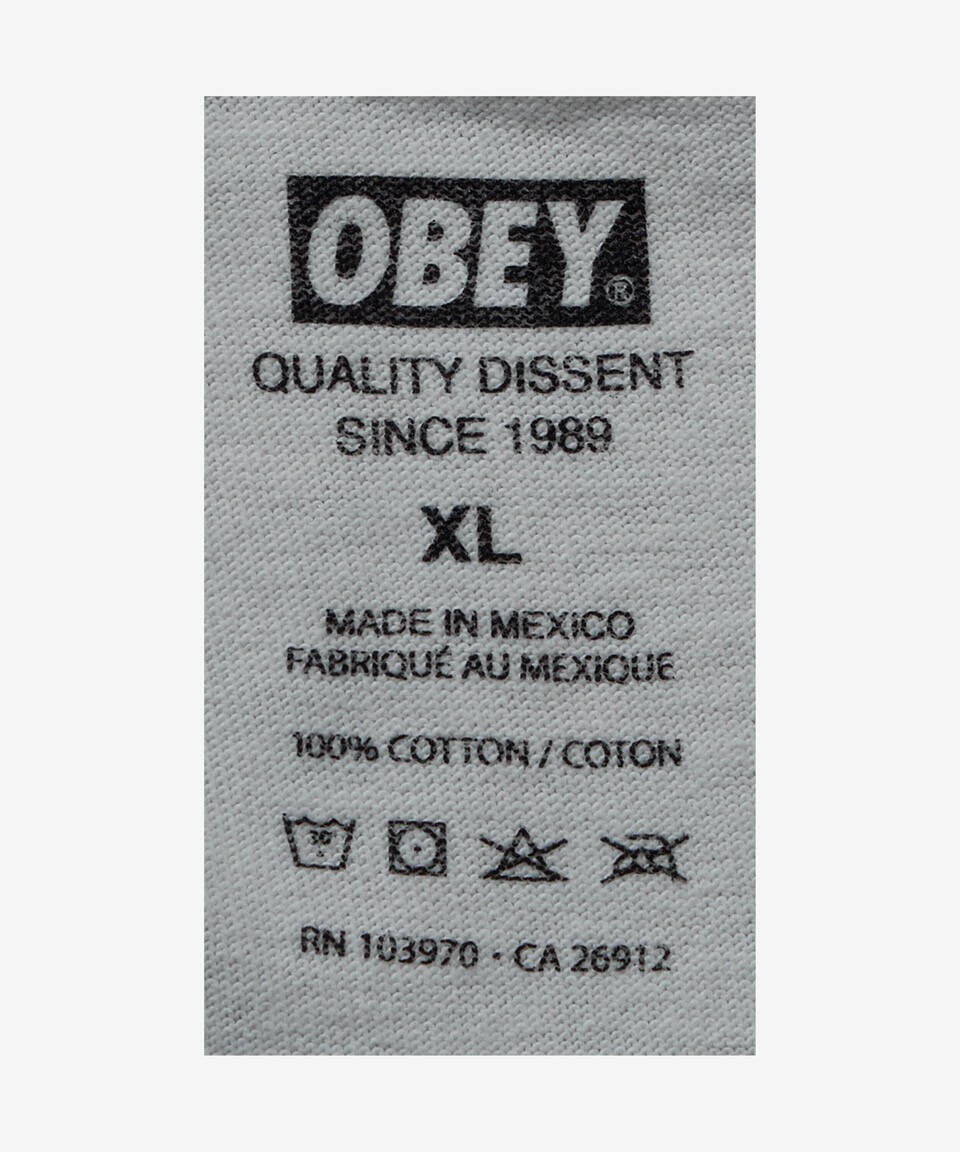 OBEY®
QUALITY DISSENT
SINCE 1989
XL
MADE IN MEXICO
FABRIQUÉ AU MEXIQUE
100% COTTON / COTON
30°
RN 103970 · CA 26912